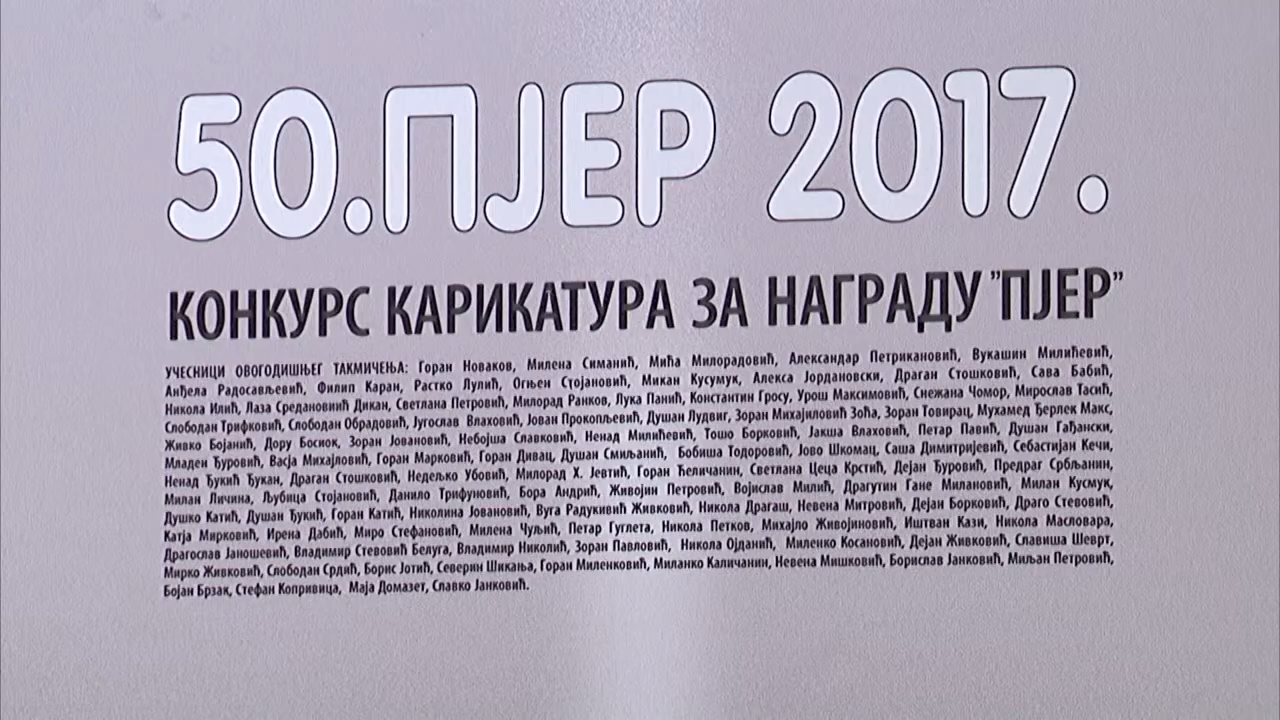 50.ПЈЕР 2017.
КОНКУРС КАРИКАТУРА ЗА НАГРАДУ "ПЈЕР"
УЧЕСНИЦИ ОВОГОДИШЊЕГ ТАКМИЧЕЊА: Горан Новаков, Милена Симанић, Мића Милорадовић, Александар Петрикановић, Вукашин Милићевић,
Анђела Радосављевић, Филип Каран, Растко Лулић, Огњен Стојановић, Микан Кусумук, Алекса Јордановски, Драган Стошковић, Сава Бабић,
Никола Илић, Лаза Средановиић Дикан, Светлана Петровић, Милорад Ранков, Лука Панић, Константин Гросу, Урош Максимовић, Снежана Чомор, Мирослав Тасић,
Слободан Трифковић, Слободан Обрадовић, Југослав Влаховић, Јован Прокопљевић, Душан Лудвиг, Зоран Михајиловић Зоћа, Зоран Товирац, Мухамед Ђерлек Макс,
Живко Бојанић, Дору Босиок, Зоран Јовановић, Небојша Славковић, Ненад Милићевић, Тошо Борковић, Јакша Влаховић, Петар Павић, Душан Гађански,
Младен Ђуровић, Васја Михајловић, Горан Марковић, Горан Дивац, Душан Смиљанић, Бобиша Тодоровић, Јово Шкомац, Саша Димитријевић, Себастијан Кечи,
Ненад Ђукић Ђукан, Драган Стошковић, Недељко Убовић, Милорад Х. Јевтић, Горан Ћеличанин, Светлана Цеца Крстић, Дејан Ђуровић, Предраг Србљанин,
Милан Личина, Љубица Стојановић, Данило Трифуновић, Бора Андрић, Живојин Петровић, Војислав Милић, Драгутин Гане Милановић, Милан Кусмук,
Душко Катић, Душан Ђукић, Горан Катић, Николина Јовановић, Вуга Радукивић Живковић, Никола Драгаш, Невена Митровић, Дејан Борковић, Драго Стевовић,
Катја Мирковић, Ирена Дабић, Миро Стефановић, Милена Чуљић, Петар Гуглета, Никола Петков, Михајло Живојиновић, Иштван Кази, Никола Масловара,
Драгослав Јаношевић, Владимир Стевовић Белуга, Владимир Николић, Зоран Павловић, Никола Ојданић, Миленко Косановић, Дејан Живковић, Славиша Шеврт,
Мирко Живковић, Слободан Срдић, Борис Јотић, Северин Шикања, Горан Миленковић, Миланко Каличанин, Невена Мишковић, Борислав Јанковић, Миљан Петровић,
Бојан Брзак, Стефан Копривица, Маја Домазет, Славко Јанковић.